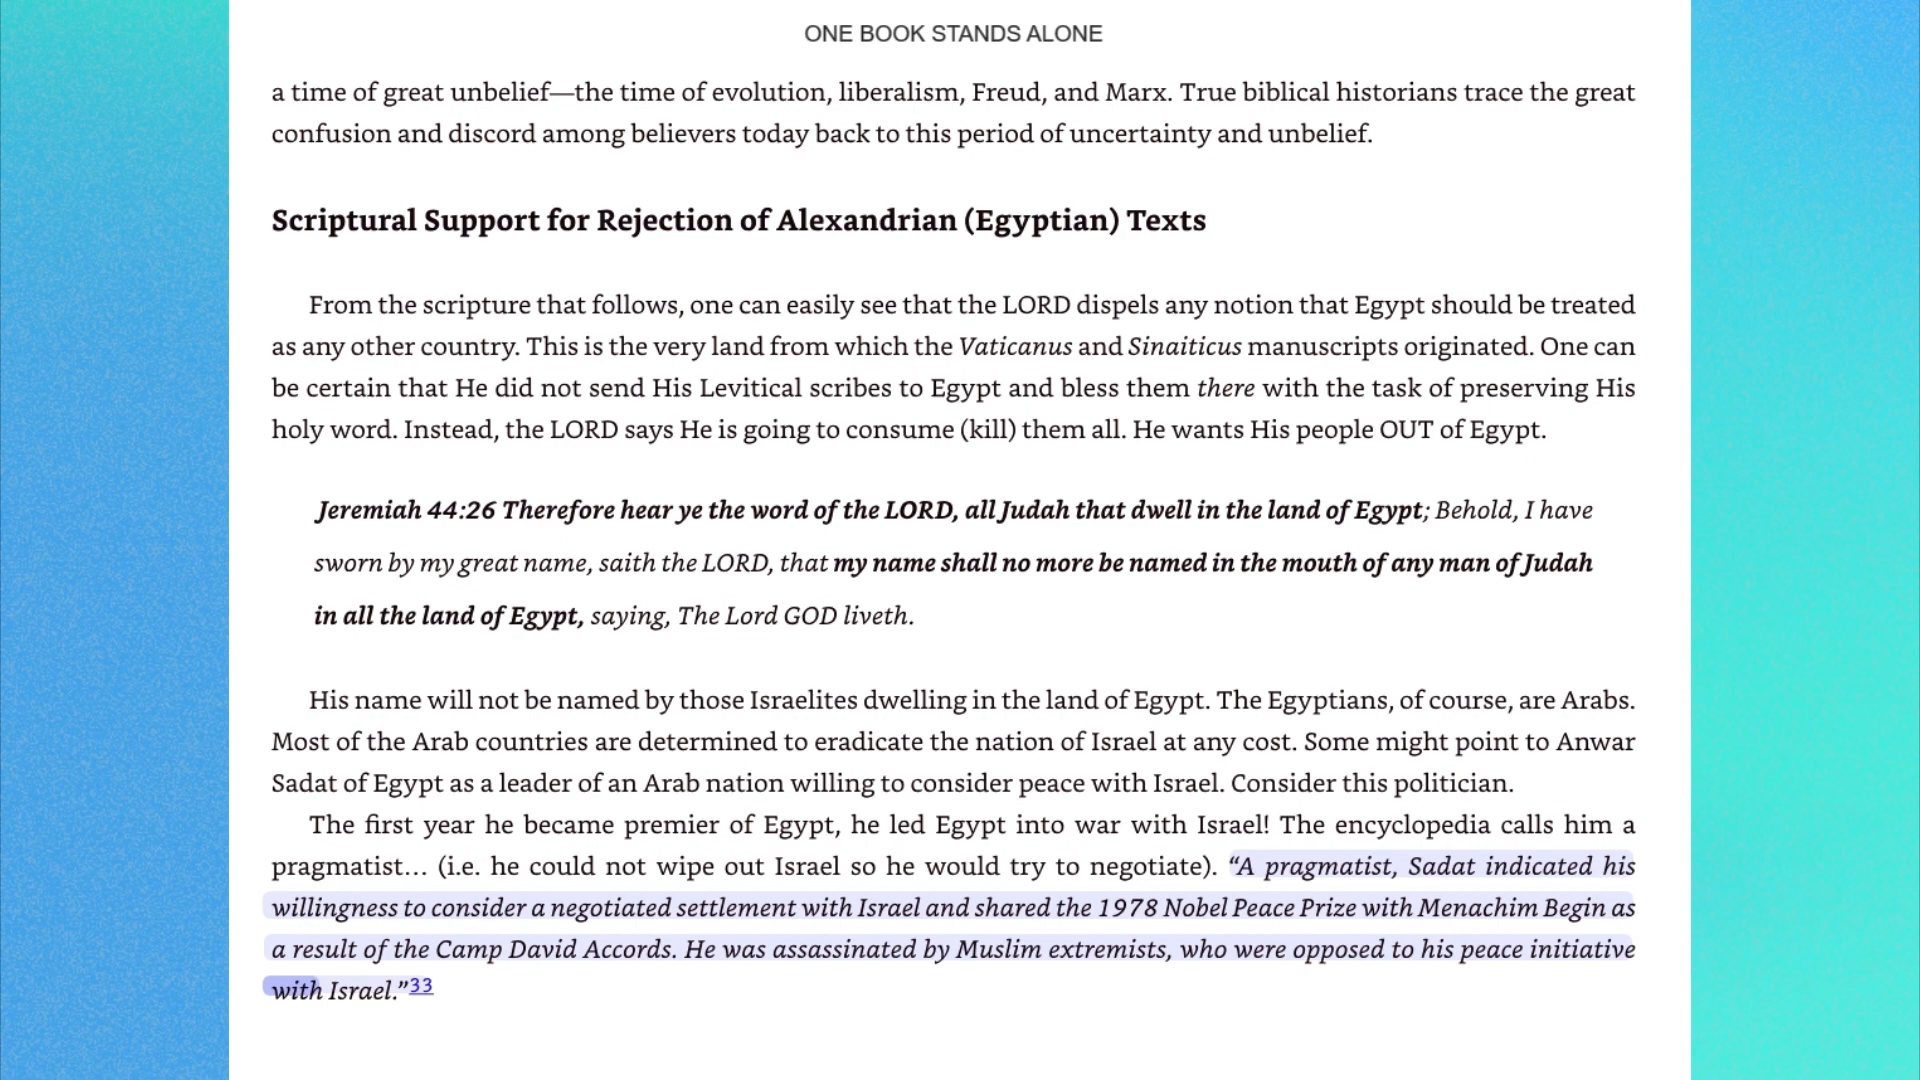 ONE BOOK STANDS ALONE
a time of great unbelief—the time of evolution, liberalism, Freud, and Marx. True biblical historians trace the great
confusion and discord among believers today back to this period of uncertainty and unbelief.
Scriptural Support for Rejection of Alexandrian (Egyptian) Texts
From the scripture that follows, one can easily see that the LORD dispels any notion that Egypt should be treated
as any other country. This is the very land from which the Vaticanus and Sinaiticus manuscripts originated. One can
be certain that He did not send His Levitical scribes to Egypt and bless them there with the task of preserving His
holy word. Instead, the LORD says He is going to consume (kill) them all. He wants His people OUT of Egypt.
Jeremiah 44:26 Therefore hear ye the word of the LORD, all Judah that dwell in the land of Egypt; Behold, I have
sworn by my great name, saith the LORD, that my name shall no more be named in the mouth of any man of Judah
in all the land of Egypt, saying, The Lord GOD liveth.
His name will not be named by those Israelites dwelling in the land of Egypt. The Egyptians, of course, are Arabs.
Most of the Arab countries are determined to eradicate the nation of Israel at any cost. Some might point to Anwar
Sadat of Egypt as a leader of an Arab nation willing to consider peace with Israel. Consider this politician.
The first year he became premier of Egypt, he led Egypt into war with Israel! The encyclopedia calls him a
pragmatist… (i.e. he could not wipe out Israel so he would try to negotiate). “A pragmatist, Sadat indicated his
willingness to consider a negotiated settlement with Israel and shared the 1978 Nobel Peace Prize with Menachim Begin as
a result of the Camp David Accords. He was assassinated by Muslim extremists, who were opposed to his peace initiative
with Israel.”33